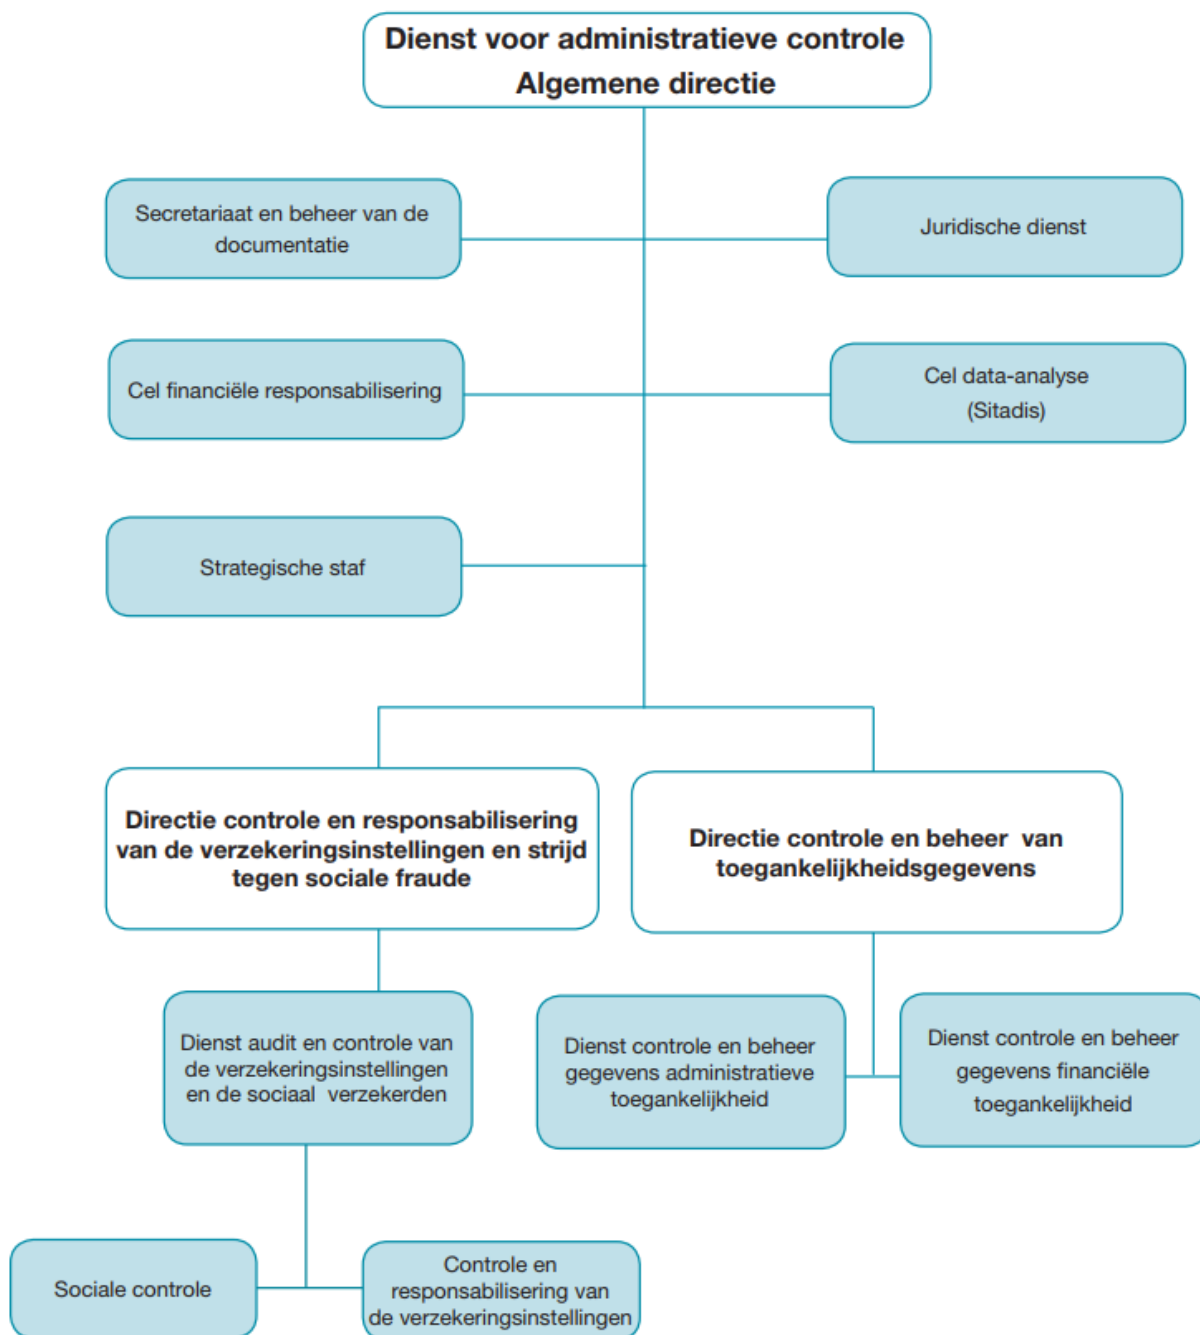 Dienst voor administratieve controle
Algemene directie
Secretariaat en beheer van de
documentatie
Juridische dienst
Cel financiële responsabilisering
Cel data-analyse
(Sitadis)
Strategische staf
Directie controle en responsabilisering
van de verzekeringsinstellingen en strijd
tegen sociale fraude
Directie controle en beheer van
toegankelijkheidsgegevens
Dienst audit en controle van
de verzekeringsinstellingen
en de sociaal verzekerden
Dienst controle en beheer
gegevens administratieve
toegankelijkheid
Dienst controle en beheer
gegevens financiële
toegankelijkheid
Sociale controle
Controle en
responsabilisering van
de verzekeringsinstellingen